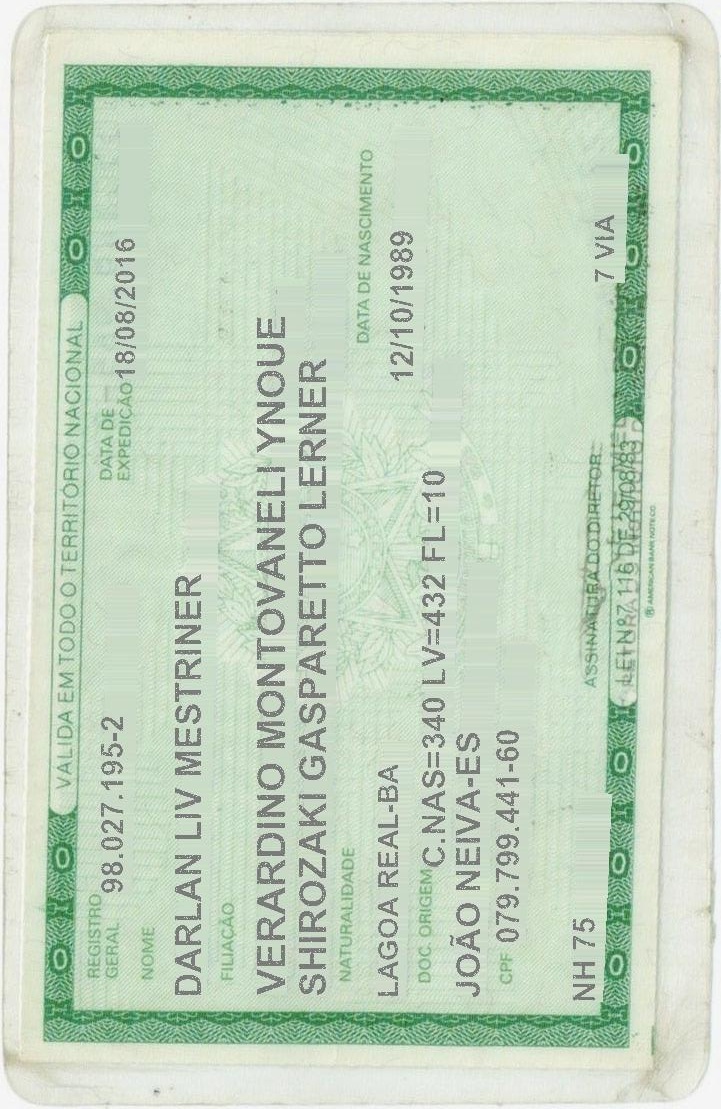 VALIDA EM TODO O TERRITÓRIO NACIONAL
REGISTRO GERAL 98.027.195-2 DATA DE EXPEDIÇÃO 18/08/2016
NOME
DARLAN LIV MESTRINER
FILIAÇÃO
VERARDINO MONTOVANELI YNOUE
SHIROZAKI GASPARETTO LERNER
NATURALIDADE DATA DE NASCIMENTO
LAGOA REAL-BA 12/10/1989
DOC. ORIGEM C.NAS=340 LV=432 FL=10
JOÃO NEIVA-ES
CPF 079.799.441-60
NH 75 7 VIA
ASSINATURA DO DIRETOR
LEI Nº 7.116 DE 29/08/83
AMERICAN BANK NOTE CO.